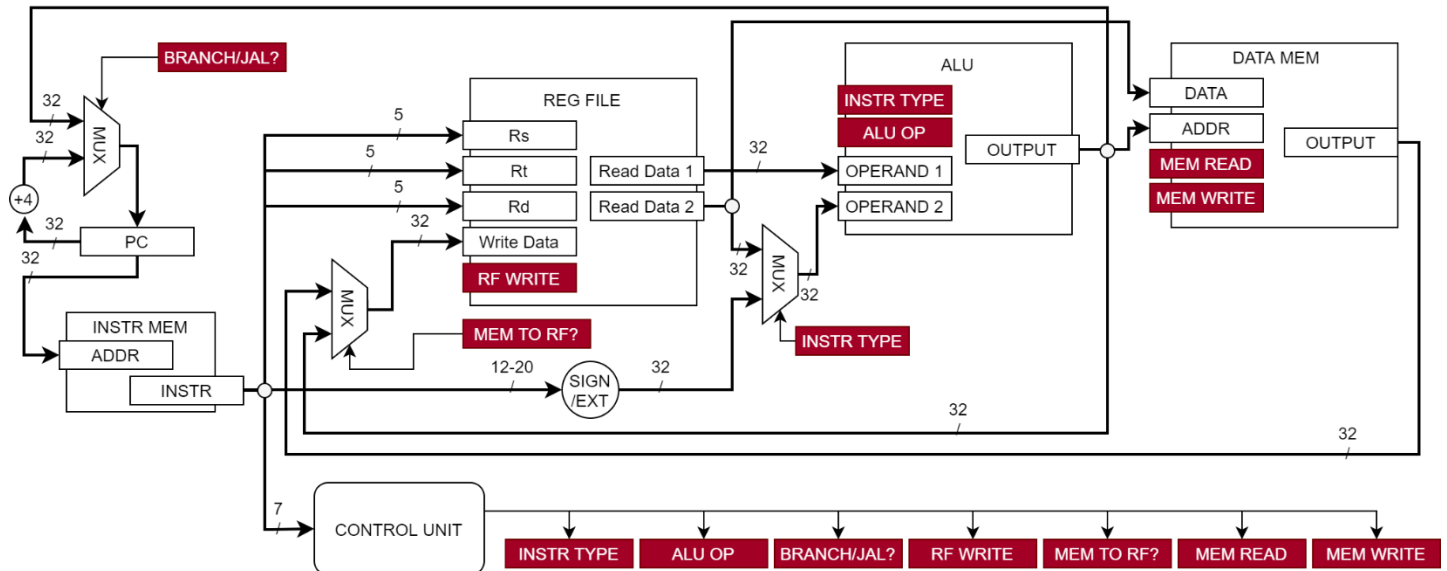 BRANCH/JAL?
32
32
MUX
+4
32
PC
32
INSTR MEM
ADDR
INSTR
REG FILE
5
Rs
5
Rt
5
Rd
32
Write Data
RF WRITE
Read Data 1
Read Data 2
MUX
MEM TO RF?
12-20
SIGN
/EXT
32
32
32
MUX
32
INSTR TYPE
ALU
INSTR TYPE
ALU OP
OPERAND 1
OPERAND 2
OUTPUT
DATA MEM
DATA
ADDR
MEM READ
MEM WRITE
OUTPUT
32
32
7
CONTROL UNIT
INSTR TYPE
ALU OP
BRANCH/JAL?
RF WRITE
MEM TO RF?
MEM READ
MEM WRITE